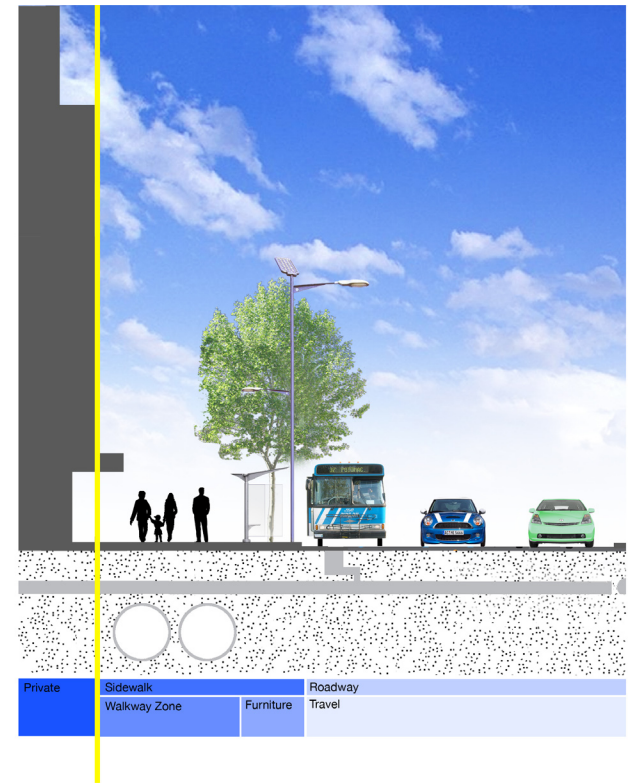 Private
Sidewalk
Roadway
Walkway Zone
Furniture
Travel